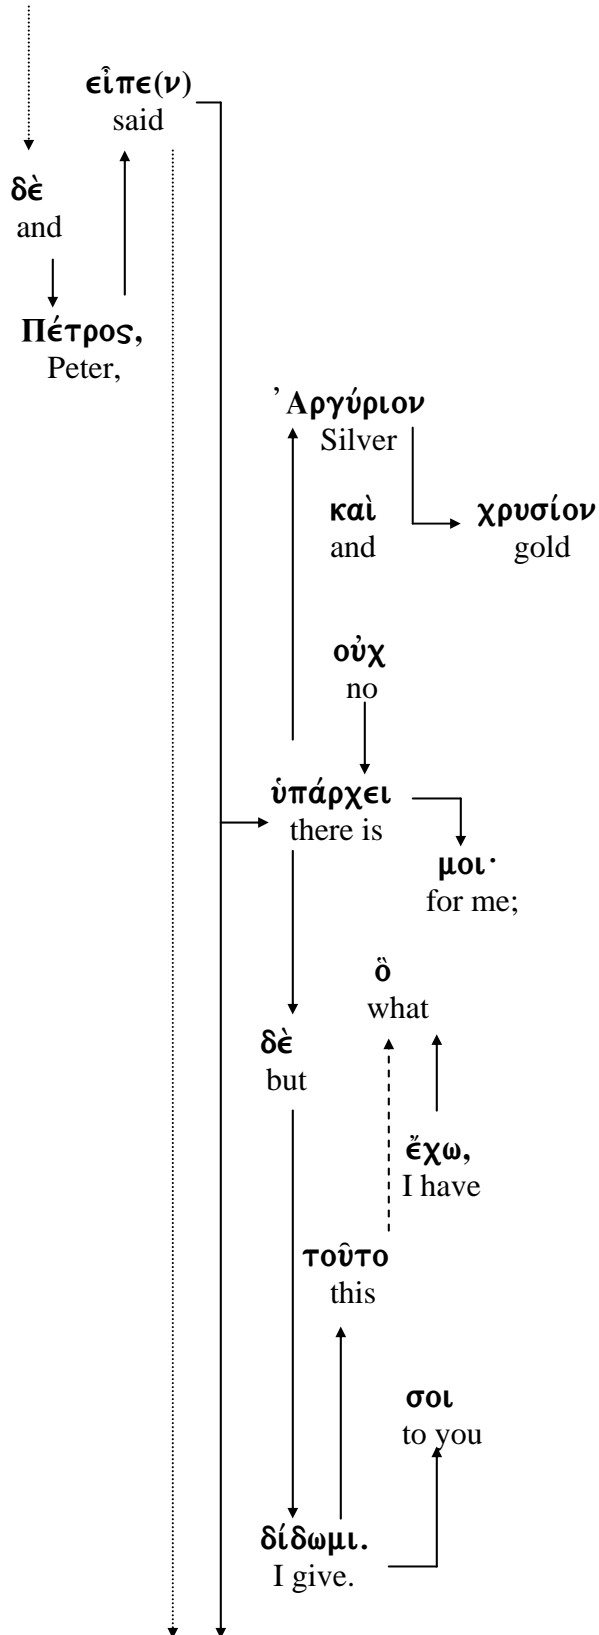 εἶπε(ν)
said
δὲ
and
Πέτρος,
Peter,
Ἀργύριον
Silver
καὶ χρυσίον
and gold
οὐχ
no
ὑπάρχει
there is
μοι·
for me;
ὃ
what
δὲ
but
ἔχω,
I have
τοῦτο
this
σοι
to you
δίδωμι.
I give.